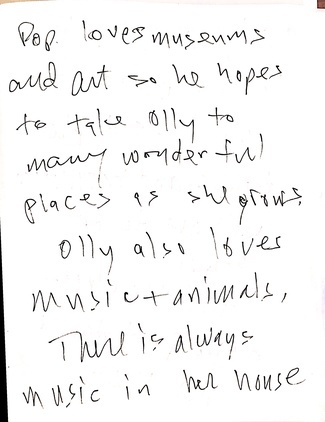 Pop loves museums
and art so he hopes
to take Olly to
many wonderful
places as she grows.
Olly also loves
music + animals,
There is always
music in her house